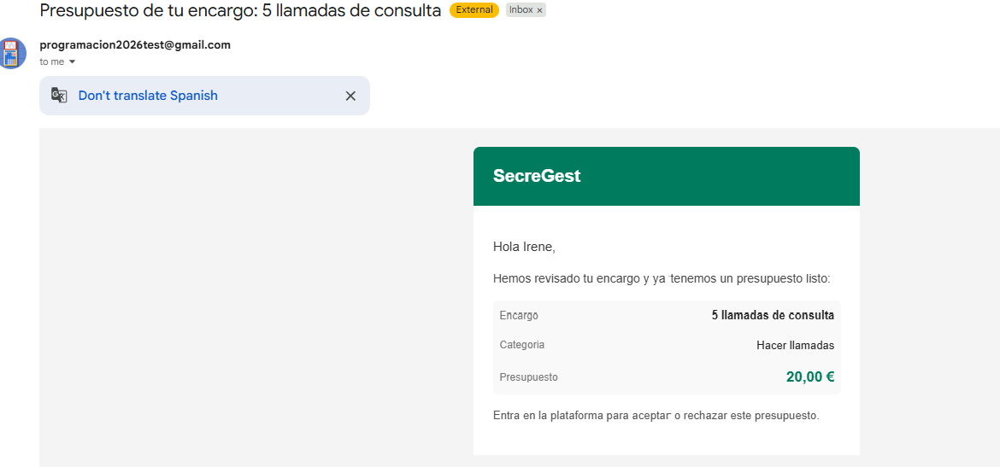 Presupuesto de tu encargo: 5 llamadas de consulta External Inbox ×
programacion2026test@gmail.com
to me
Don't translate Spanish
SecreGest
Hola Irene,
Hemos revisado tu encargo y ya tenemos un presupuesto listo:
Encargo 5 llamadas de consulta
Categoria Hacer llamadas
Presupuesto 20,00 €
Entra en la plataforma para aceptar o rechazar este presupuesto.